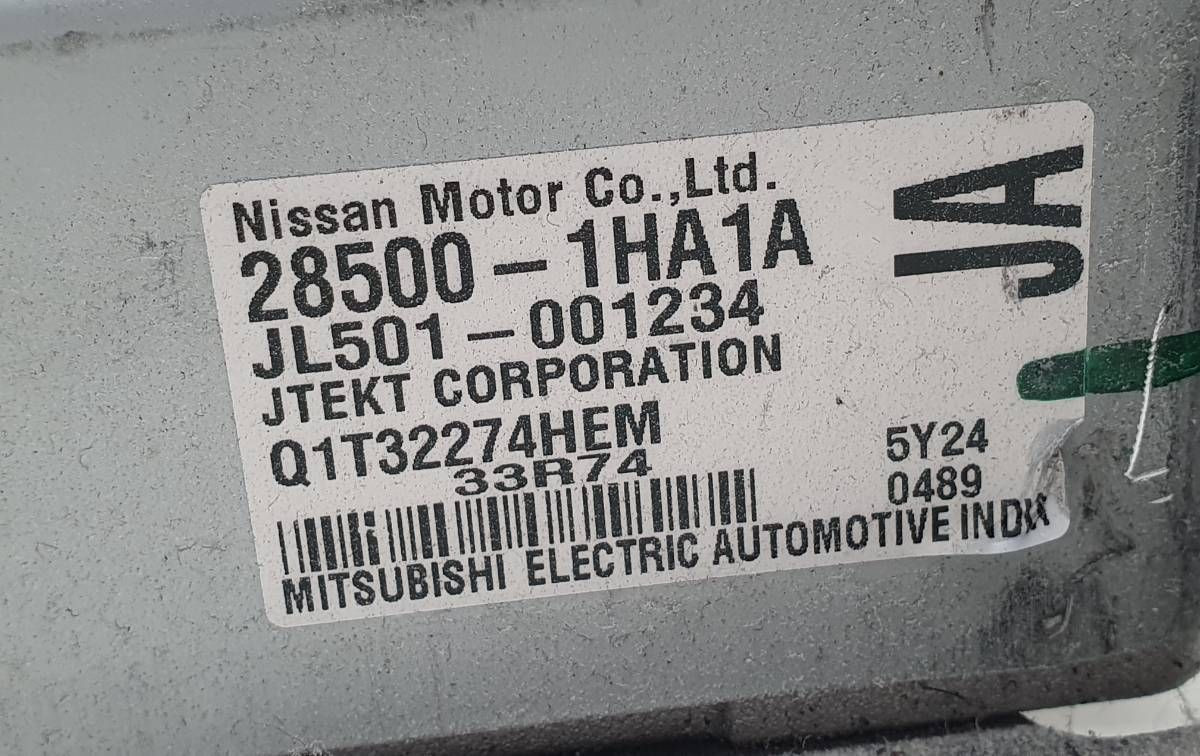 Nissan Motor Co.,Ltd.
28500-1HA1A
JL501-001234
JTEKT CORPORATION
Q1T32274HEM
33R74
5Y24
0489
MITSUBISHI ELECTRIC AUTOMOTIVE INDIA
JA